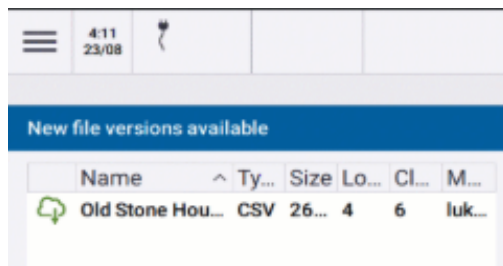 4:11
23/08
New file versions available
Name Ty... Size Lo... Cl... M...
Old Stone Hou... CSV 26... 4 6 luk...